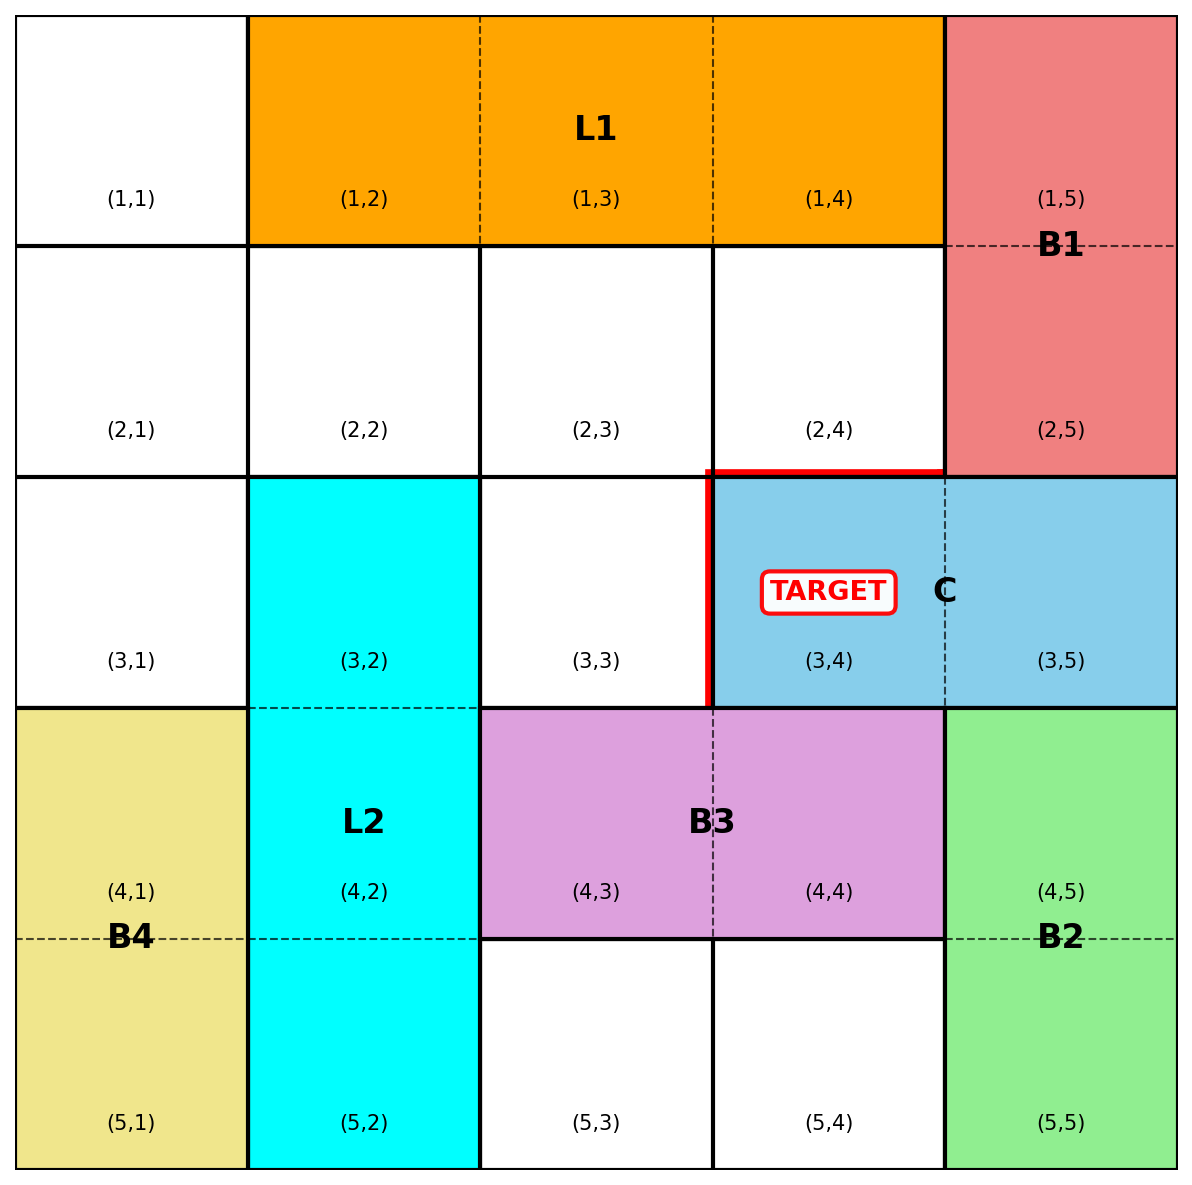 L1
(1,1) (1,2) (1,3) (1,4) (1,5)
B1
(2,1) (2,2) (2,3) (2,4) (2,5)
TARGET C
(3,1) (3,2) (3,3) (3,4) (3,5)
L2 B3
(4,1) (4,2) (4,3) (4,4) (4,5)
B4 B2
(5,1) (5,2) (5,3) (5,4) (5,5)